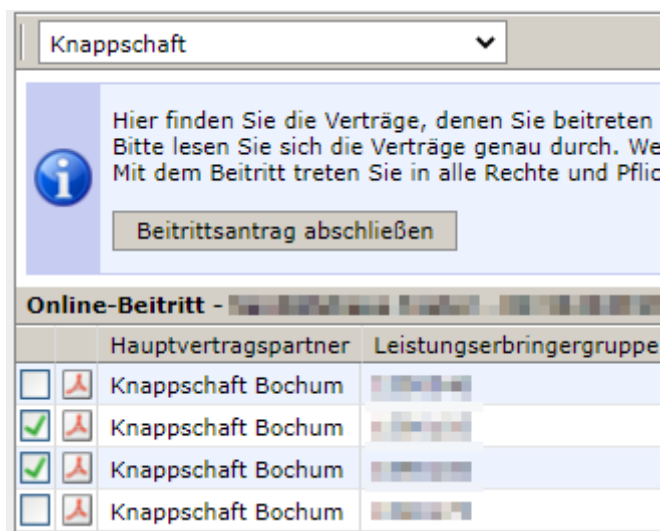 Knappschaft
Hier finden Sie die Verträge, denen Sie beitreten
Bitte lesen Sie sich die Verträge genau durch. We
Mit dem Beitritt treten Sie in alle Rechte und Pflic
Beitrittsantrag abschließen
Online-Beitritt -
Hauptvertragspartner Leistungserbringergruppe
Knappschaft Bochum
Knappschaft Bochum
Knappschaft Bochum
Knappschaft Bochum